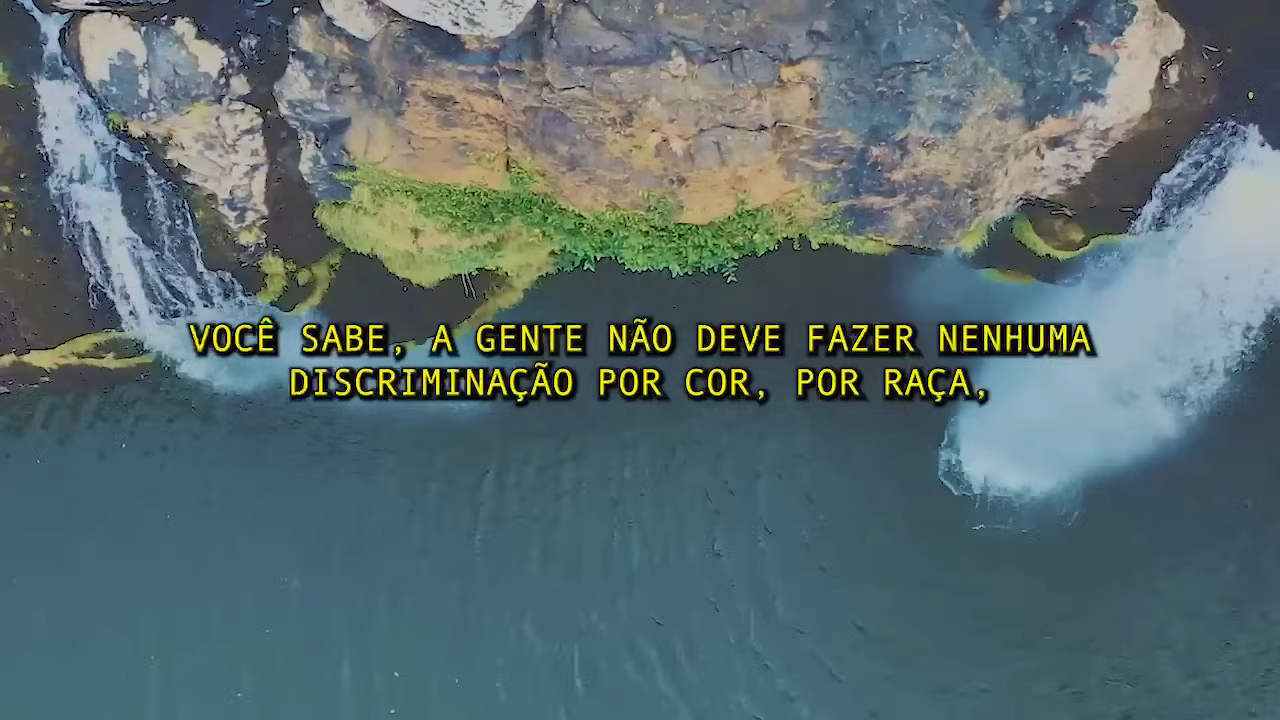 VOCÊ SABE, A GENTE NÃO DEVE FAZER NENHUMA
DISCRIMINAÇÃO POR COR, POR RAÇA,